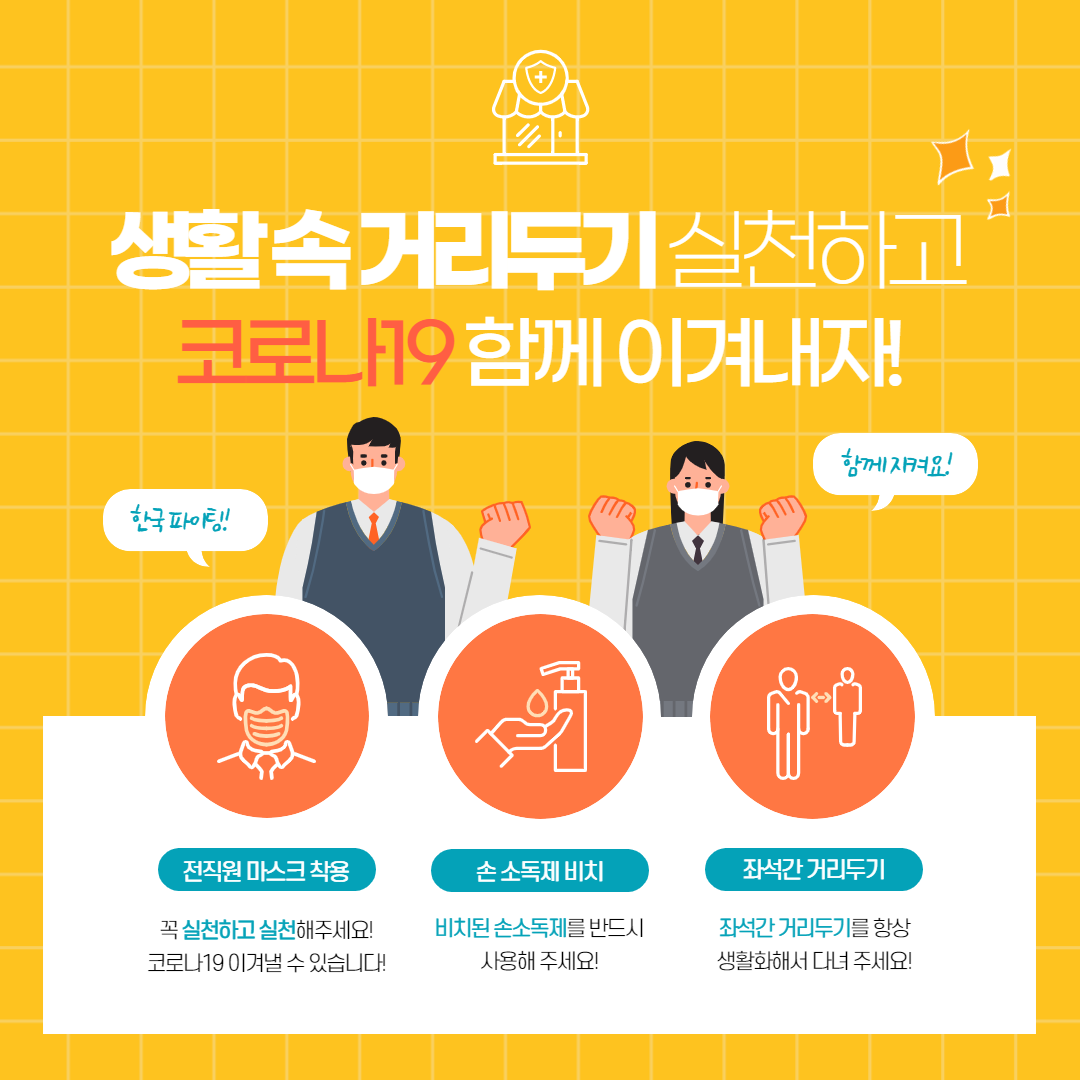 생활 속 거리두기 실천하고
코로나19 함께 이겨내자!
한국 파이팅!
함께 지켜요!
전직원 마스크 착용
꼭 실천하고 실천해주세요!
코로나19 이겨낼 수 있습니다!
손 소독제 비치
비치된 손소독제를 반드시
사용해 주세요!
좌석간 거리두기
좌석간 거리두기를 항상
생활화해서 다녀 주세요!